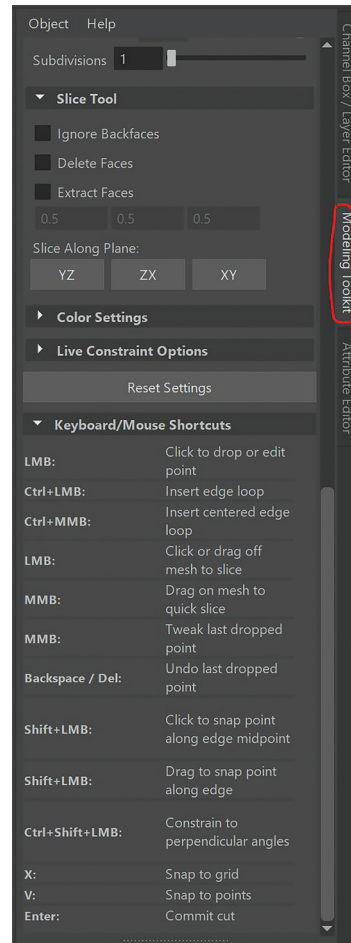 Object Help
Subdivisions 1
Slice Tool
Ignore Backfaces
Delete Faces
Extract Faces
0.5 0.5 0.5
Slice Along Plane:
YZ ZX XY
Color Settings
Live Constraint Options
Reset Settings
Keyboard/Mouse Shortcuts
LMB: Click to drop or edit
point
Ctrl+LMB: Insert edge loop
Ctrl+MMB: Insert centered edge
loop
LMB: Click or drag off
mesh to slice
MMB: Drag on mesh to
quick slice
MMB: Tweak last dropped
point
Backspace / Del: Undo last dropped
point
Shift+LMB: Click to snap point
along edge midpoint
Shift+LMB: Drag to snap point
along edge
Ctrl+Shift+LMB: Constrain to
perpendicular angles
X: Snap to grid
V: Snap to points
Enter: Commit cut
Channel Box / Layer Editor
Modeling Toolkit
Attribute Editor